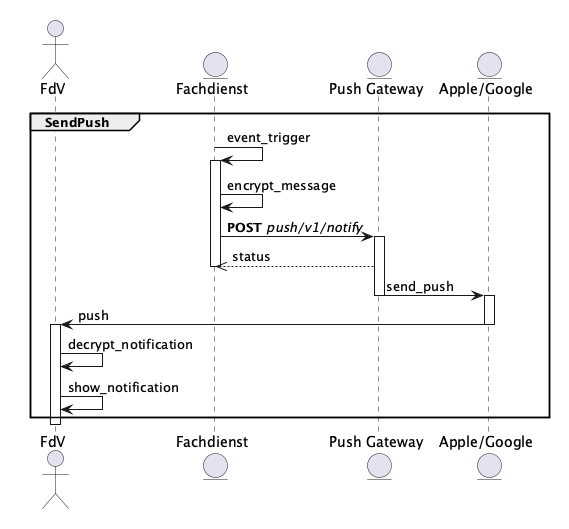 FdV
Fachdienst
Push Gateway
Apple/Google
SendPush
event_trigger
encrypt_message
POST push/v1/notify
status
send_push
push
decrypt_notification
show_notification
FdV
Fachdienst
Push Gateway
Apple/Google